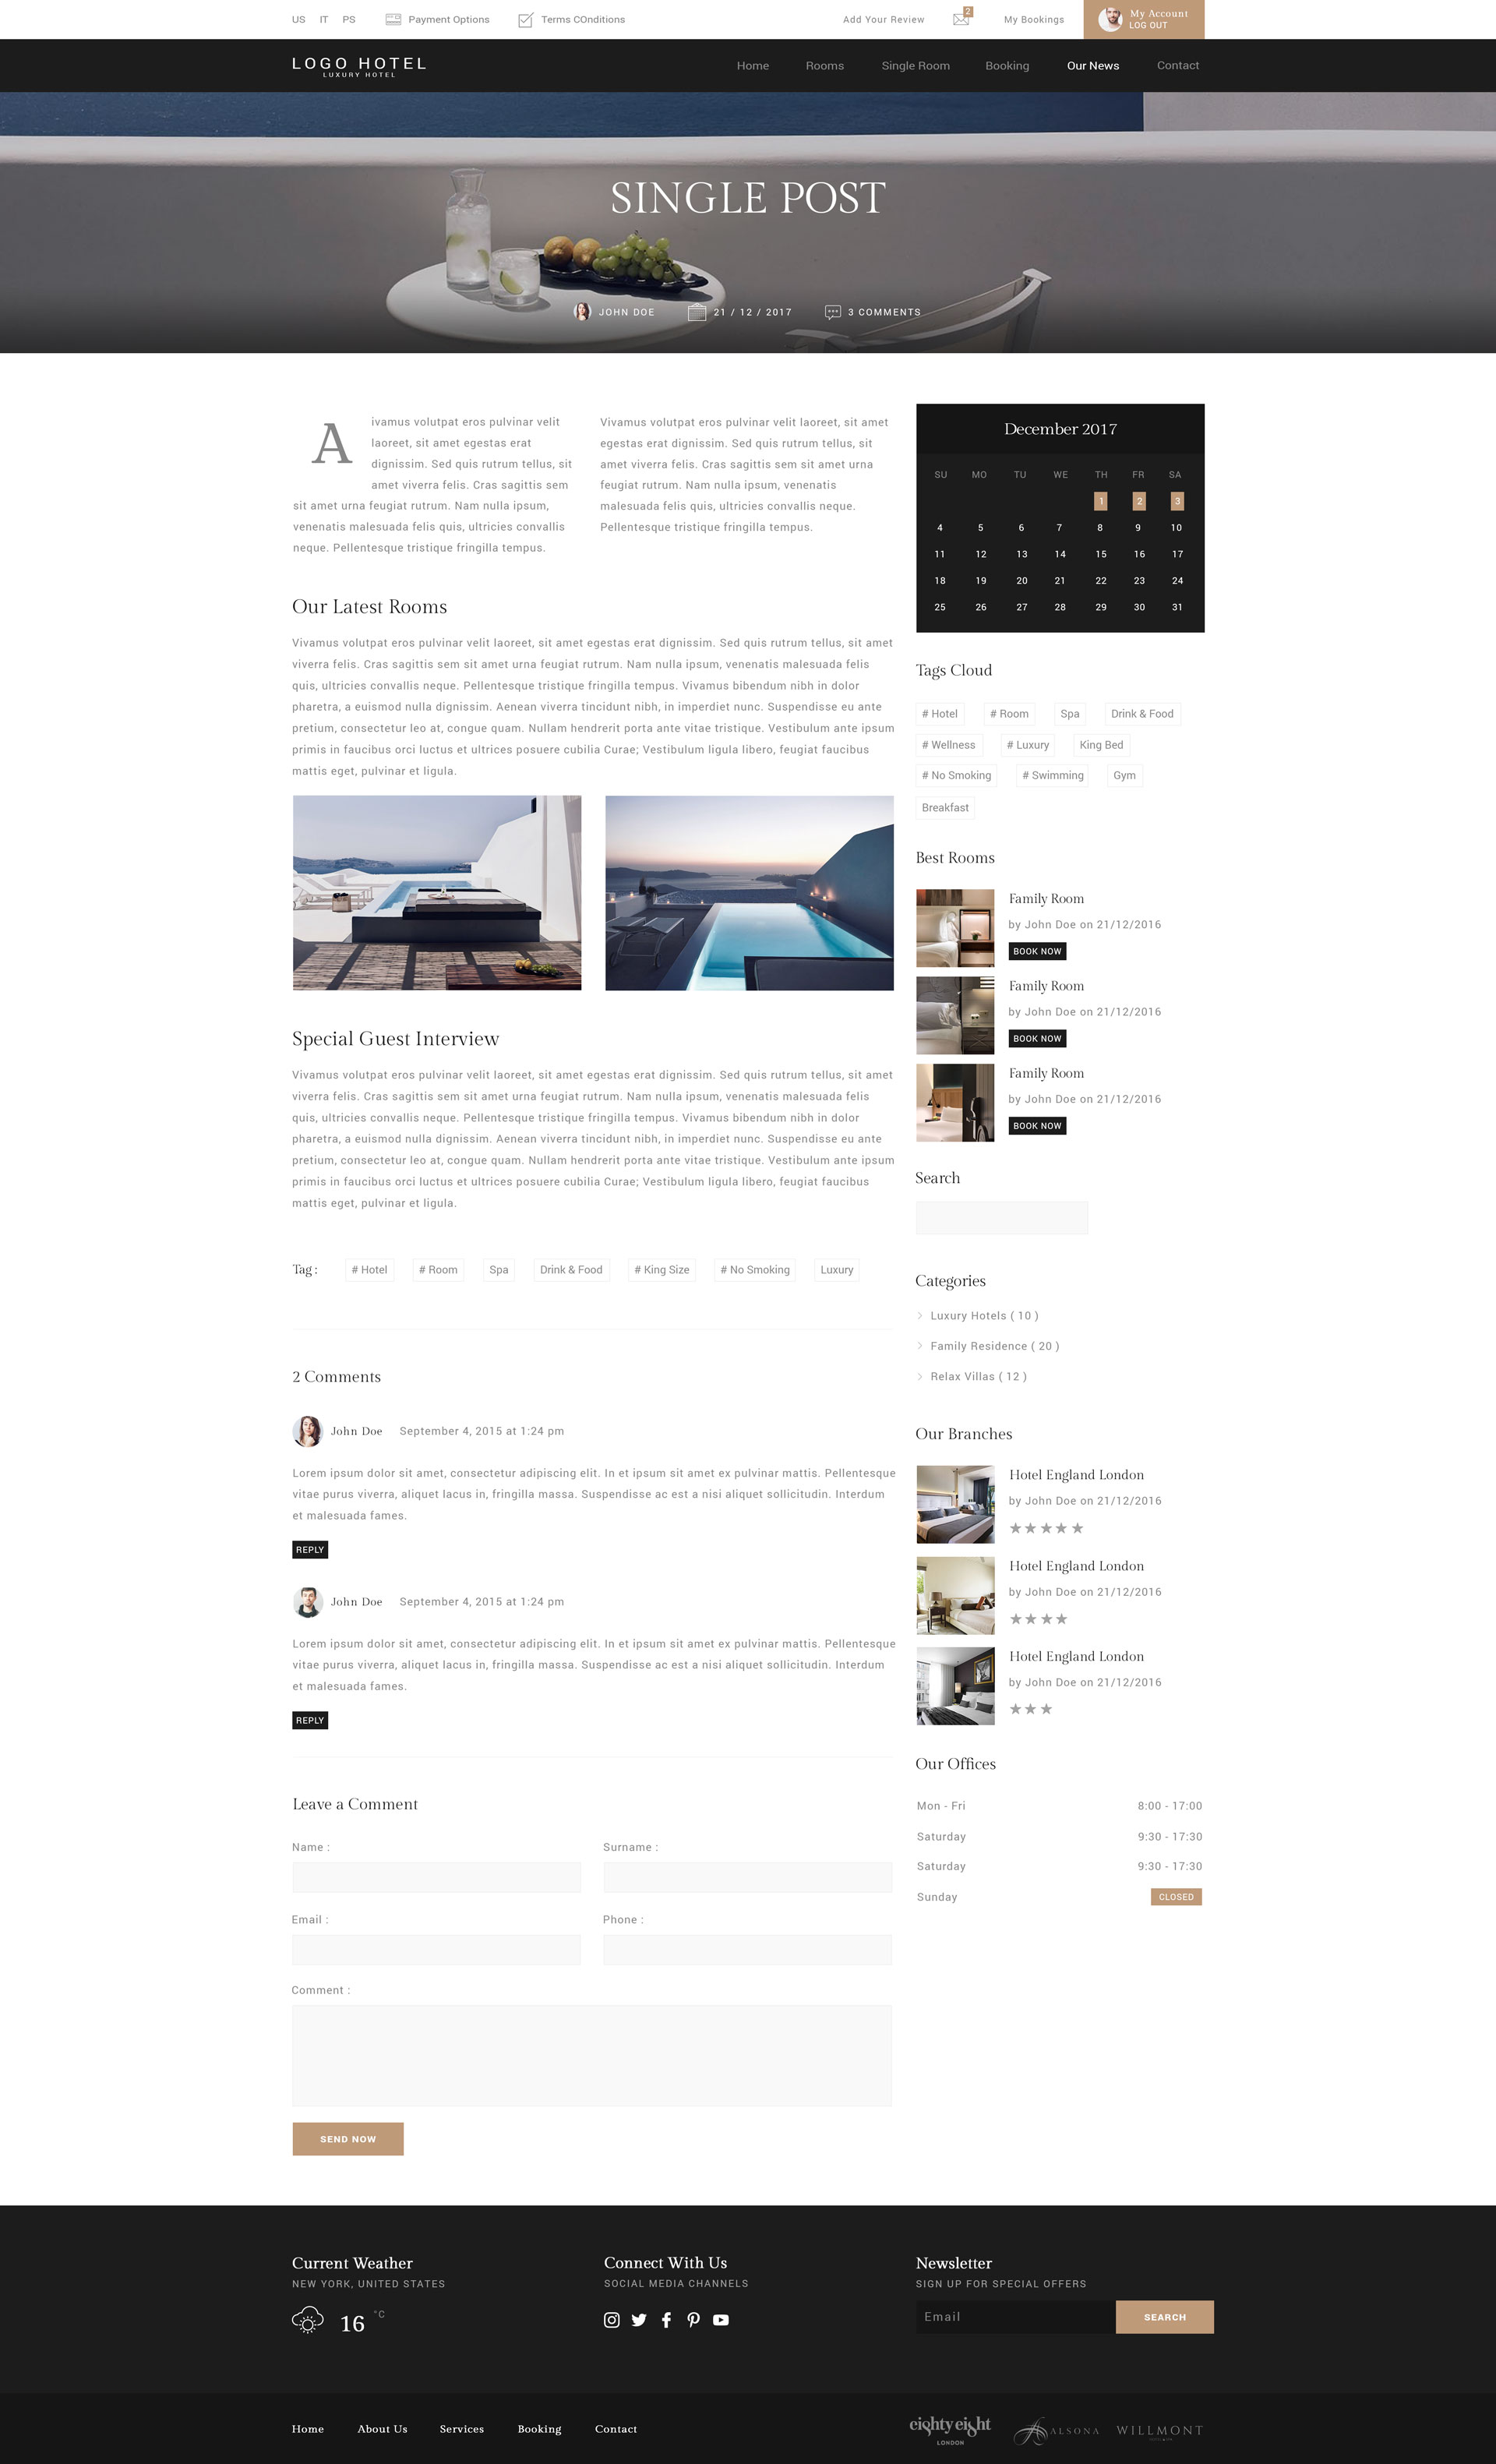 US IT PS Payment Options Terms COnditions Add Your Review 2 My Bookings My Account
LOG OUT
LOGO HOTEL
LUXURY HOTEL
Home Rooms Single Room Booking Our News Contact
SINGLE POST
JOHN DOE 21 / 12 / 2017 3 COMMENTS
A ivamus volutpat eros pulvinar velit
laoreet, sit amet egestas erat
dignissim. Sed quis rutrum tellus, sit
amet viverra felis. Cras sagittis sem
sit amet urna feugiat rutrum. Nam nulla ipsum,
venenatis malesuada felis quis, ultricies convallis
neque. Pellentesque tristique fringilla tempus.
Vivamus volutpat eros pulvinar velit laoreet, sit amet
egestas erat dignissim. Sed quis rutrum tellus, sit
amet viverra felis. Cras sagittis sem sit amet urna
feugiat rutrum. Nam nulla ipsum, venenatis
malesuada felis quis, ultricies convallis neque.
Pellentesque tristique fringilla tempus.
Our Latest Rooms
Vivamus volutpat eros pulvinar velit laoreet, sit amet egestas erat dignissim. Sed quis rutrum tellus, sit amet
viverra felis. Cras sagittis sem sit amet urna feugiat rutrum. Nam nulla ipsum, venenatis malesuada felis
quis, ultricies convallis neque. Pellentesque tristique fringilla tempus. Vivamus bibendum nibh in dolor
pharetra, a euismod nulla dignissim. Aenean viverra tincidunt nibh, in imperdiet nunc. Suspendisse eu ante
pretium, consectetur leo at, congue quam. Nullam hendrerit porta ante vitae tristique. Vestibulum ante ipsum
primis in faucibus orci luctus et ultrices posuere cubilia Curae; Vestibulum ligula libero, feugiat faucibus
mattis eget, pulvinar et ligula.
Special Guest Interview
Vivamus volutpat eros pulvinar velit laoreet, sit amet egestas erat dignissim. Sed quis rutrum tellus, sit amet
viverra felis. Cras sagittis sem sit amet urna feugiat rutrum. Nam nulla ipsum, venenatis malesuada felis
quis, ultricies convallis neque. Pellentesque tristique fringilla tempus. Vivamus bibendum nibh in dolor
pharetra, a euismod nulla dignissim. Aenean viverra tincidunt nibh, in imperdiet nunc. Suspendisse eu ante
pretium, consectetur leo at, congue quam. Nullam hendrerit porta ante vitae tristique. Vestibulum ante ipsum
primis in faucibus orci luctus et ultrices posuere cubilia Curae; Vestibulum ligula libero, feugiat faucibus
mattis eget, pulvinar et ligula.
Tag : # Hotel # Room Spa Drink & Food # King Size # No Smoking Luxury
2 Comments
John Doe September 4, 2015 at 1:24 pm
Lorem ipsum dolor sit amet, consectetur adipiscing elit. In et ipsum sit amet ex pulvinar mattis. Pellentesque
vitae purus viverra, aliquet lacus in, fringilla massa. Suspendisse ac est a nisi aliquet sollicitudin. Interdum
et malesuada fames.
REPLY
John Doe September 4, 2015 at 1:24 pm
Lorem ipsum dolor sit amet, consectetur adipiscing elit. In et ipsum sit amet ex pulvinar mattis. Pellentesque
vitae purus viverra, aliquet lacus in, fringilla massa. Suspendisse ac est a nisi aliquet sollicitudin. Interdum
et malesuada fames.
REPLY
Leave a Comment
Name : Surname :
Email : Phone :
Comment :
SEND NOW
December 2017
SU MO TU WE TH FR SA
1 2 3
4 5 6 7 8 9 10
11 12 13 14 15 16 17
18 19 20 21 22 23 24
25 26 27 28 29 30 31
Tags Cloud
# Hotel # Room Spa Drink & Food
# Wellness # Luxury King Bed
# No Smoking # Swimming Gym
Breakfast
Best Rooms
Family Room
by John Doe on 21/12/2016
BOOK NOW
Family Room
by John Doe on 21/12/2016
BOOK NOW
Family Room
by John Doe on 21/12/2016
BOOK NOW
Search
Categories
Luxury Hotels ( 10 )
Family Residence ( 20 )
Relax Villas ( 12 )
Our Branches
Hotel England London
by John Doe on 21/12/2016
Hotel England London
by John Doe on 21/12/2016
Hotel England London
by John Doe on 21/12/2016
Our Offices
Mon - Fri 8:00 - 17:00
Saturday 9:30 - 17:30
Saturday 9:30 - 17:30
Sunday CLOSED
Current Weather
NEW YORK, UNITED STATES
16 °C
Connect With Us
SOCIAL MEDIA CHANNELS
Newsletter
SIGN UP FOR SPECIAL OFFERS
Email SEARCH
Home About Us Services Booking Contact
eighty eight
LONDON
ALSONA
WILLMONT